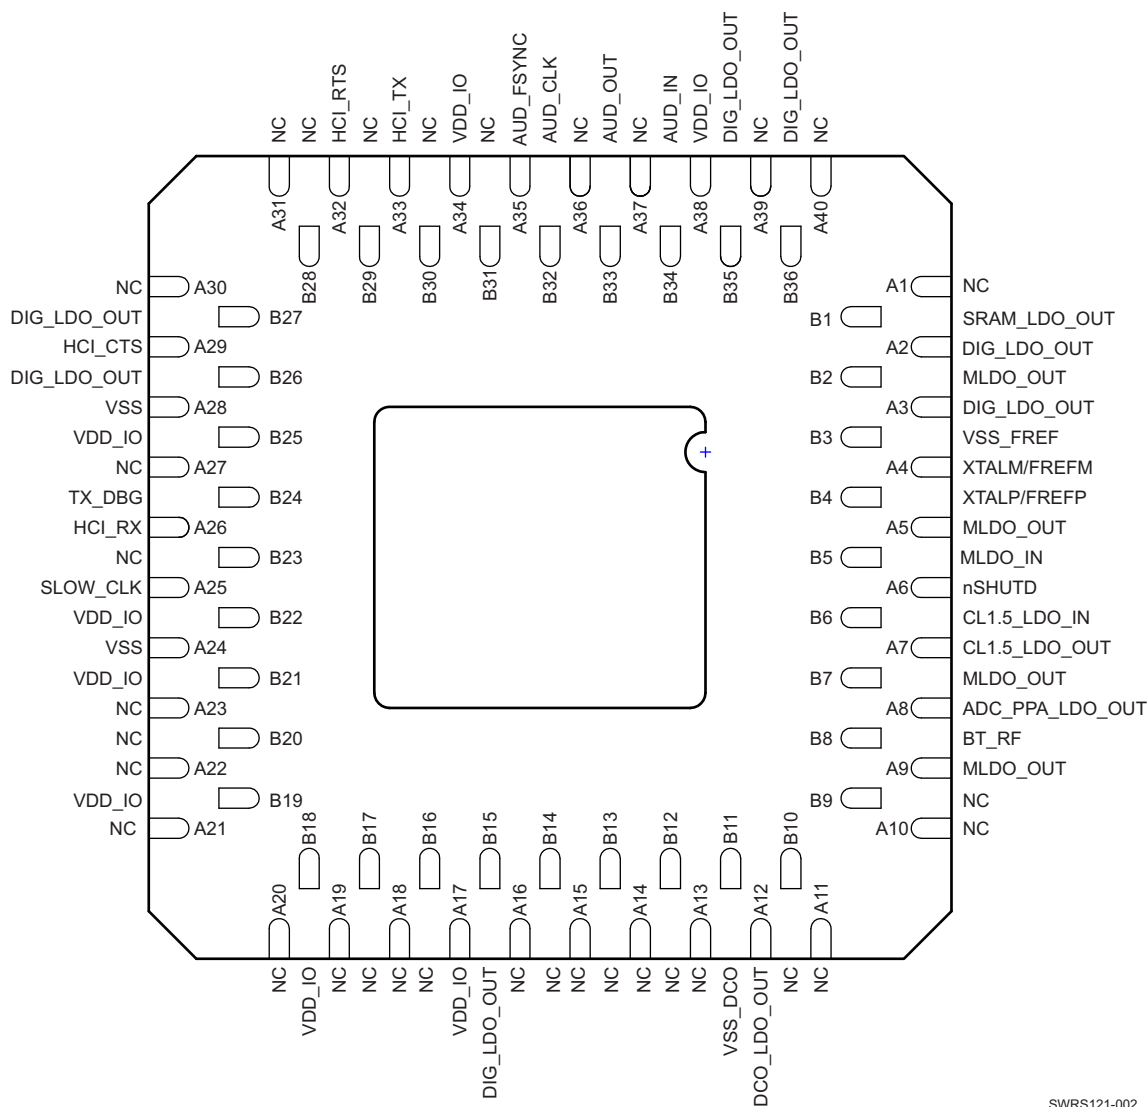 NC
NC
HCI_RTS
NC
HCI_TX
NC
VDD_IO
NC
AUD_FSYNC
AUD_CLK
NC
AUD_OUT
NC
AUD_IN
VDD_IO
DIG_LDO_OUT
NC
DIG_LDO_OUT
NC
A31
A32
A33
A34
A35
A36
A37
A38
A39
A40
B28
B29
B30
B31
B32
B33
B34
B35
B36
NC A30
DIG_LDO_OUT B27
HCI_CTS A29
DIG_LDO_OUT B26
VSS A28
VDD_IO B25
NC A27
TX_DBG B24
HCI_RX A26
NC B23
SLOW_CLK A25
VDD_IO B22
VSS A24
VDD_IO B21
NC A23
NC B20
NC A22
VDD_IO B19
NC A21
A1 NC
B1 SRAM_LDO_OUT
A2 DIG_LDO_OUT
B2 MLDO_OUT
A3 DIG_LDO_OUT
B3 VSS_FREF
A4 XTALM/FREFM
B4 XTALP/FREFP
A5 MLDO_OUT
B5 MLDO_IN
A6 nSHUTD
B6 CL1.5_LDO_IN
A7 CL1.5_LDO_OUT
B7 MLDO_OUT
A8 ADC_PPA_LDO_OUT
B8 BT_RF
A9 MLDO_OUT
B9 NC
A10 NC
B18
B17
B16
B15
B14
B13
B12
B11
B10
A20
A19
A18
A17
A16
A15
A14
A13
A12
A11
NC
VDD_IO
NC
NC
NC
NC
VDD_IO
DIG_LDO_OUT
NC
NC
NC
NC
NC
NC
VSS_DCO
DCO_LDO_OUT
NC
NC
SWRS121-002